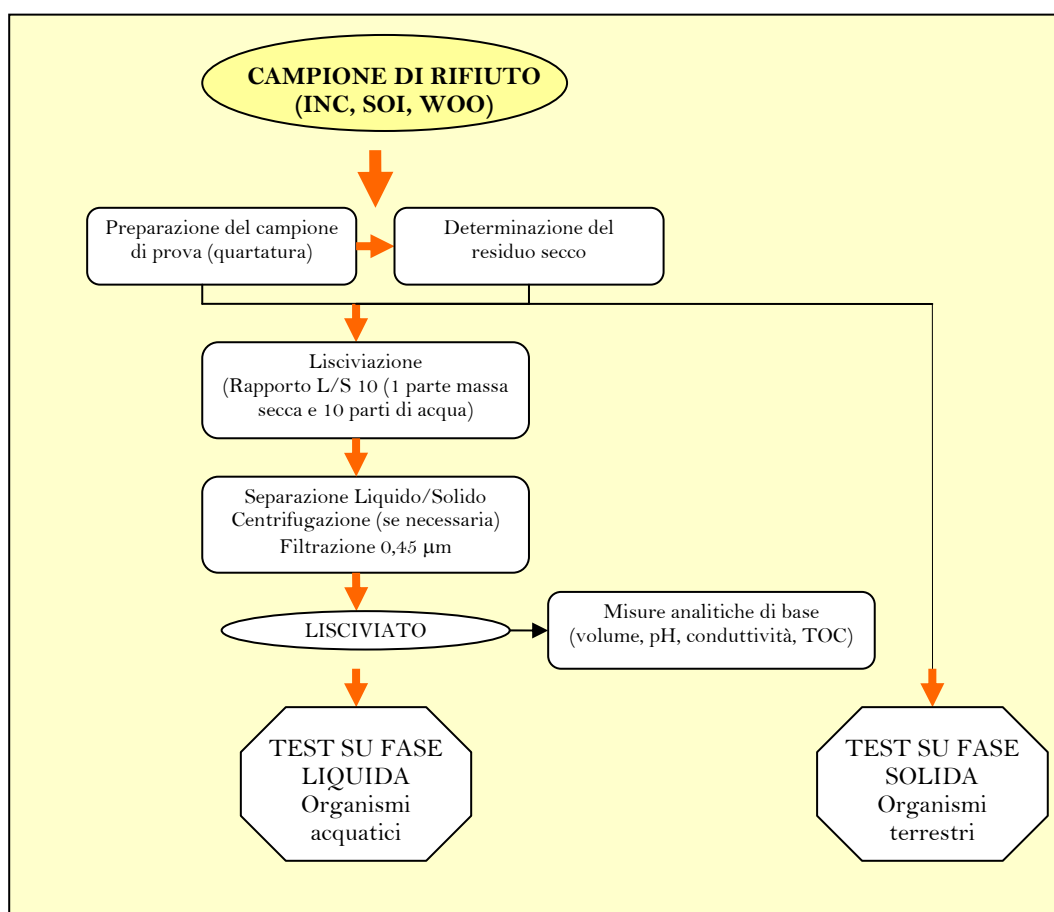 CAMPIONE DI RIFIUTO
(INC, SOI, WOO)
Preparazione del campione
di prova (quartatura)
Determinazione del
residuo secco
Lisciviazione
(Rapporto L/S 10 (1 parte massa
secca e 10 parti di acqua)
Separazione Liquido/Solido
Centrifugazione (se necessaria)
Filtrazione 0,45 µm
LISCIVIATO
Misure analitiche di base
(volume, pH, conduttività, TOC)
TEST SU FASE
LIQUIDA
Organismi
acquatici
TEST SU FASE
SOLIDA
Organismi
terrestri